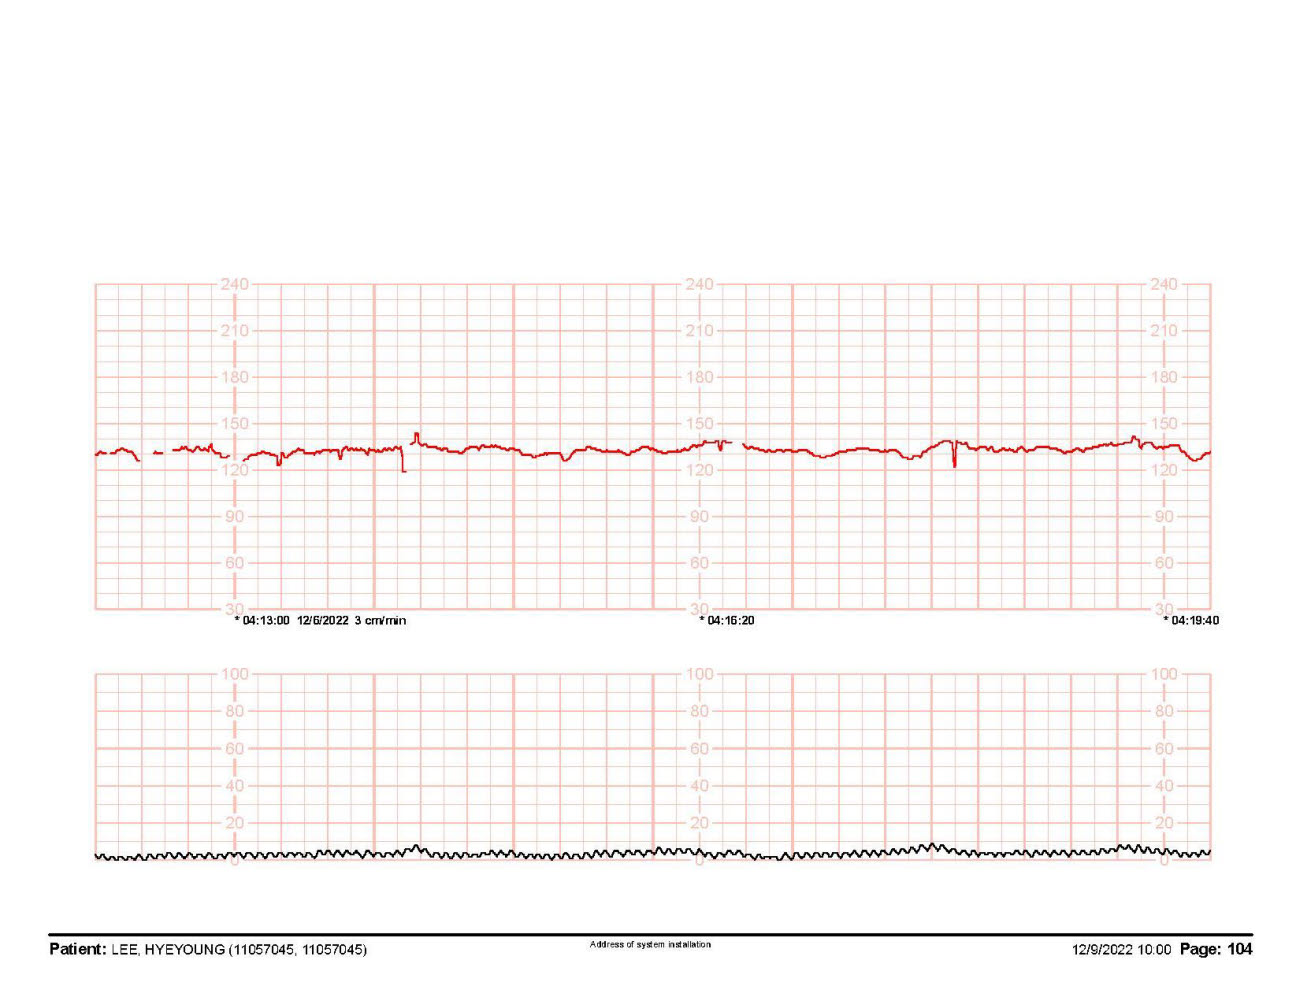 240 240 240
210 210 210
180 180 180
150 150 150
120 120 120
90 90 90
60 60 60
30 30 30
* 04:13:00 12/6/2022 3 cm/min * 04:16:20 * 04:19:40
100 100 100
80 80 80
60 60 60
40 40 40
20 20 20
0 0 0
Patient: LEE, HYEYOUNG (11057045, 11057045) Address of system installation 12/9/2022 10:00 Page: 104